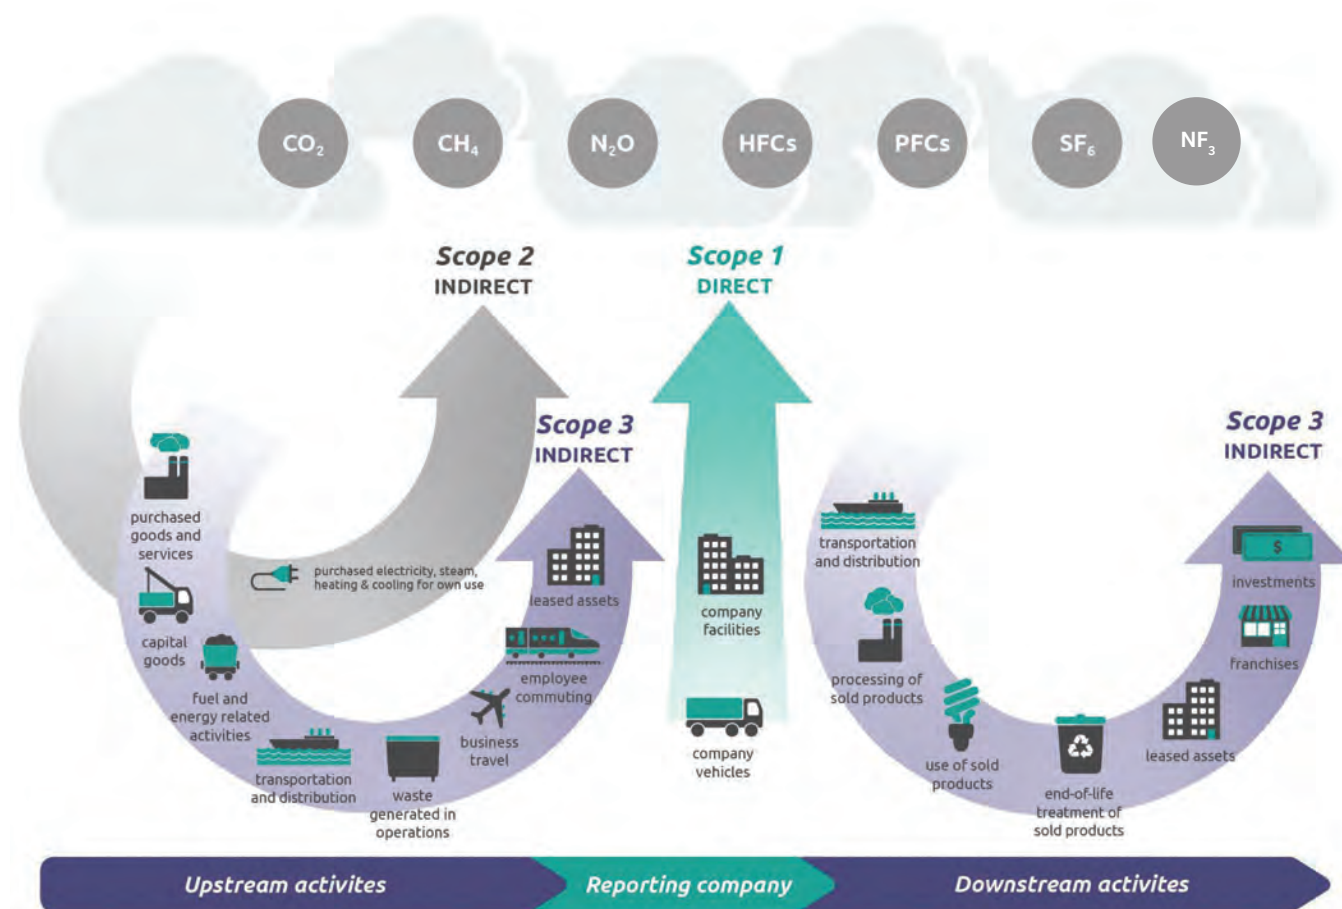 CO₂
CH₄
N₂O
HFCs
PFCs
SF₆
NF₃
Scope 2
INDIRECT
Scope 1
DIRECT
Scope 3
INDIRECT
Scope 3
INDIRECT
purchased
goods and
services
capital
goods
fuel and
energy related
activities
transportation
and distribution
waste
generated in
operations
business
travel
employee
commuting
leased assets
purchased electricity, steam,
heating & cooling for own use
company
facilities
company
vehicles
transportation
and distribution
processing of
sold products
use of sold
products
end-of-life
treatment of
sold products
leased assets
franchises
investments
$
Upstream activites
Reporting company
Downstream activites